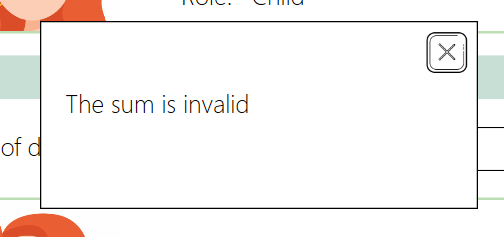 Role: Child
The sum is invalid
of d